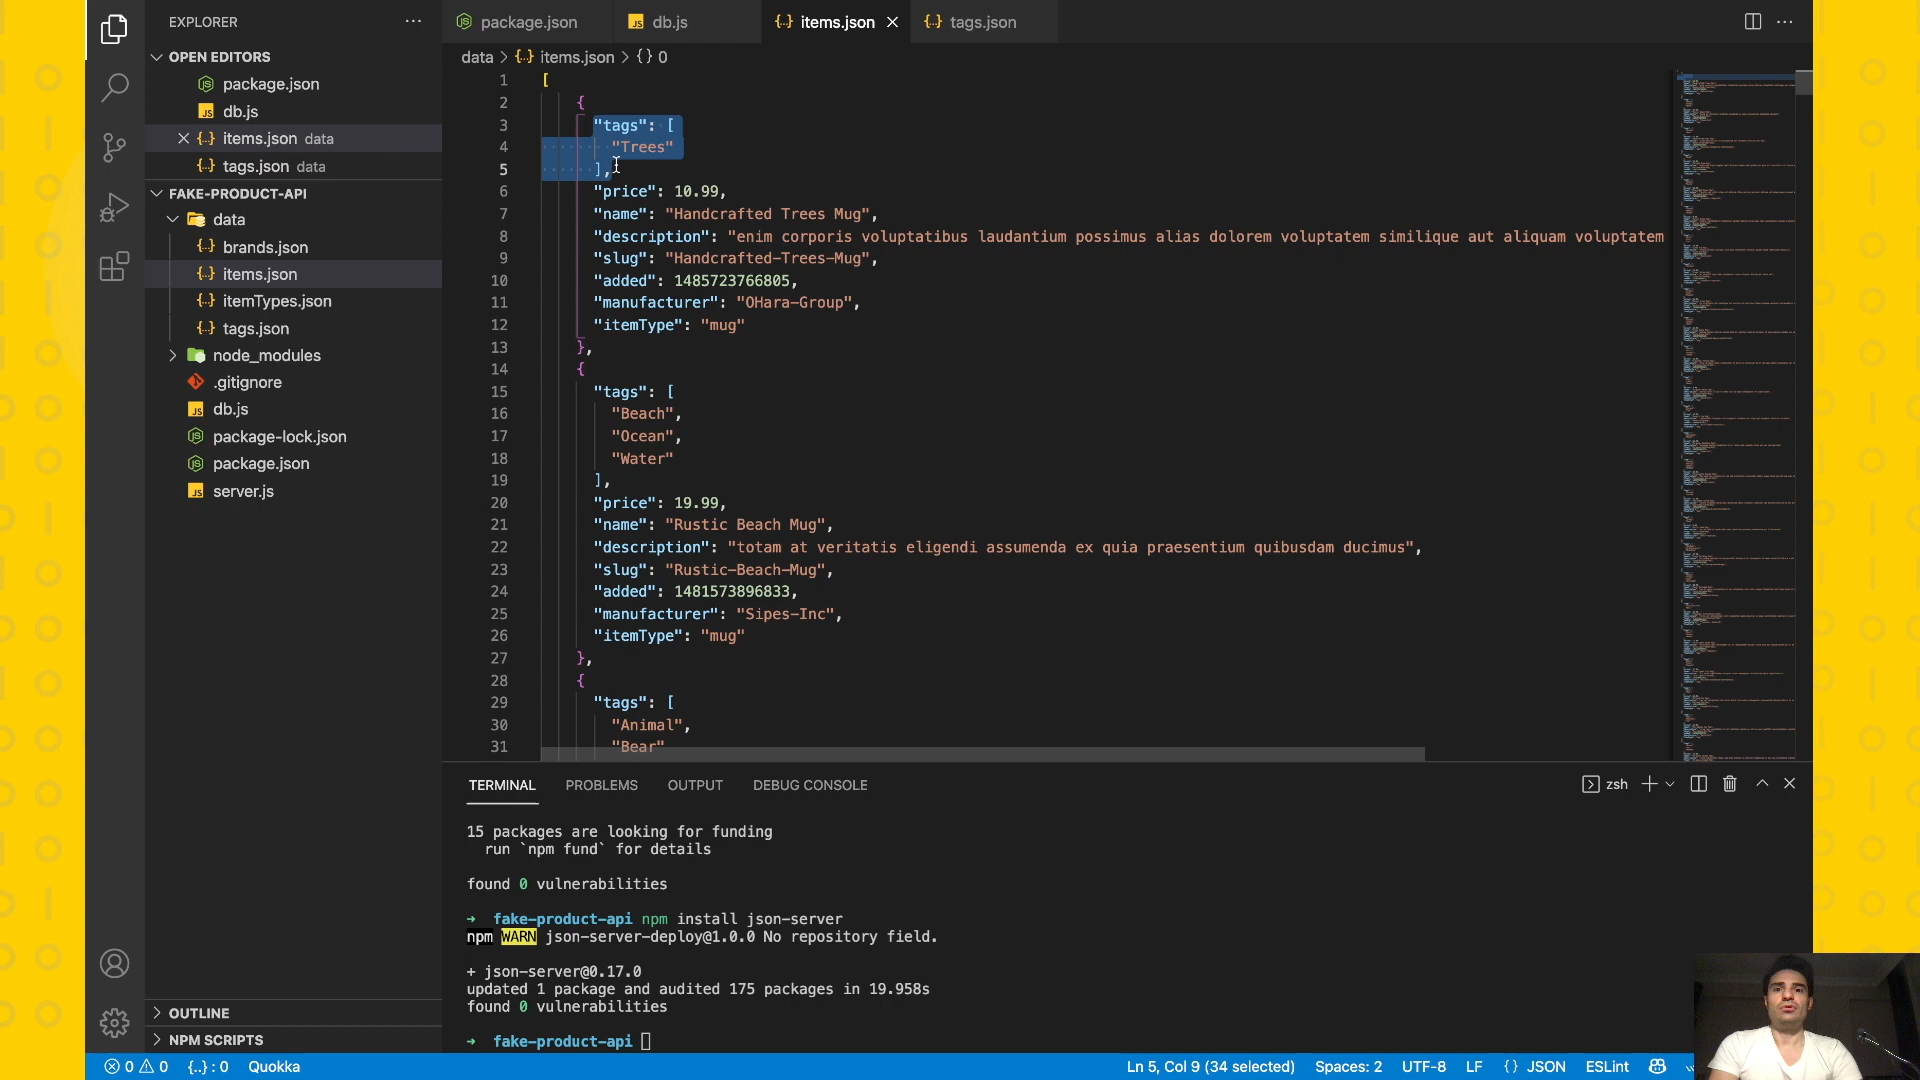 EXPLORER
OPEN EDITORS
package.json
db.js
items.json data
tags.json data
FAKE-PRODUCT-API
data
brands.json
items.json
itemTypes.json
tags.json
node_modules
.gitignore
db.js
package-lock.json
package.json
server.js
OUTLINE
NPM SCRIPTS
package.json
db.js
items.json
tags.json
data > items.json > {} 0
1 [
2 {
3 "tags": [
4 "Trees"
5 ],
6 "price": 10.99,
7 "name": "Handcrafted Trees Mug",
8 "description": "enim corporis voluptatibus laudantium possimus alias dolorem voluptatem similique aut aliquam voluptatem
9 "slug": "Handcrafted-Trees-Mug",
10 "added": 1485723766805,
11 "manufacturer": "OHara-Group",
12 "itemType": "mug"
13 },
14 {
15 "tags": [
16 "Beach",
17 "Ocean",
18 "Water"
19 ],
20 "price": 19.99,
21 "name": "Rustic Beach Mug",
22 "description": "totam at veritatis eligendi assumenda ex quia praesentium quibusdam ducimus",
23 "slug": "Rustic-Beach-Mug",
24 "added": 1481573896833,
25 "manufacturer": "Sipes-Inc",
26 "itemType": "mug"
27 },
28 {
29 "tags": [
30 "Animal",
31 "Bear"
TERMINAL PROBLEMS OUTPUT DEBUG CONSOLE
zsh
15 packages are looking for funding
run `npm fund` for details
found 0 vulnerabilities
→ fake-product-api npm install json-server
npm WARN json-server-deploy@1.0.0 No repository field.
+ json-server@0.17.0
updated 1 package and audited 175 packages in 19.958s
found 0 vulnerabilities
→ fake-product-api
0 0 {..} : 0 Quokka
Ln 5, Col 9 (34 selected) Spaces: 2 UTF-8 LF {} JSON ESLint